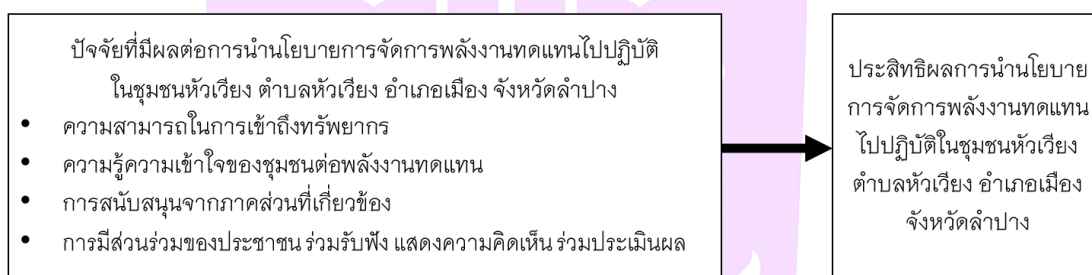 ปัจจัยที่มีผลต่อการนำนโยบายการจัดการพลังงานทดแทนไปปฏิบัติ
ในชุมชนหัวเวียง ตำบลหัวเวียง อำเภอเมือง จังหวัดลำปาง
• ความสามารถในการเข้าถึงทรัพยากร
• ความรู้ความเข้าใจของชุมชนต่อพลังงานทดแทน
• การสนับสนุนจากภาคส่วนที่เกี่ยวข้อง
• การมีส่วนร่วมของประชาชน ร่วมรับฟัง แสดงความคิดเห็น ร่วมประเมินผล
ประสิทธิผลการนำนโยบาย
การจัดการพลังงานทดแทน
ไปปฏิบัติในชุมชนหัวเวียง
ตำบลหัวเวียง อำเภอเมือง
จังหวัดลำปาง